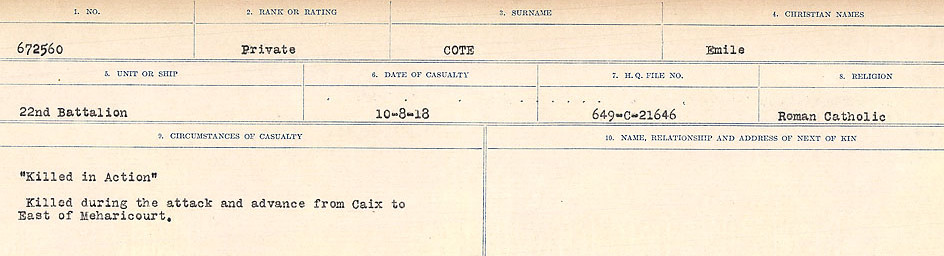 1. NO. 2. RANK OR RATING 3. SURNAME 4. CHRISTIAN NAMES
672560 Private COTE Emile
5. UNIT OR SHIP 6. DATE OF CASUALTY 7. H.Q. FILE NO. 8. RELIGION
22nd Battalion 10-8-18 649-C-21646 Roman Catholic
9. CIRCUMSTANCES OF CASUALTY 10. NAME, RELATIONSHIP AND ADDRESS OF NEXT OF KIN
"Killed in Action"
Killed during the attack and advance from Caix to
East of Meharicourt.